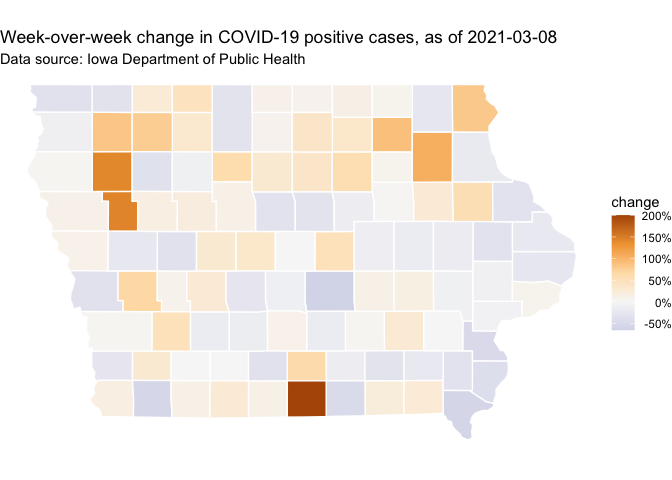 Week-over-week change in COVID-19 positive cases, as of 2021-03-08
Data source: Iowa Department of Public Health
change
200%
150%
100%
50%
0%
-50%